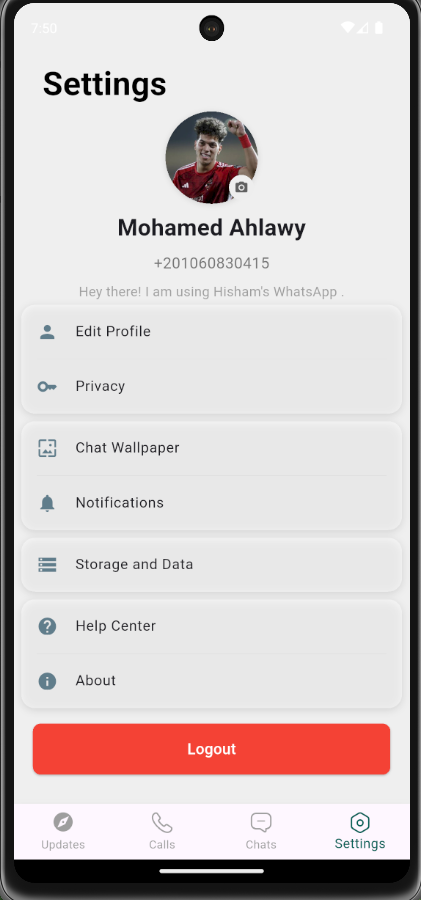 7:50
Settings
Mohamed Ahlawy
+201060830415
Hey there! I am using Hisham's WhatsApp .
Edit Profile
Privacy
Chat Wallpaper
Notifications
Storage and Data
Help Center
About
Logout
Updates
Calls
Chats
Settings